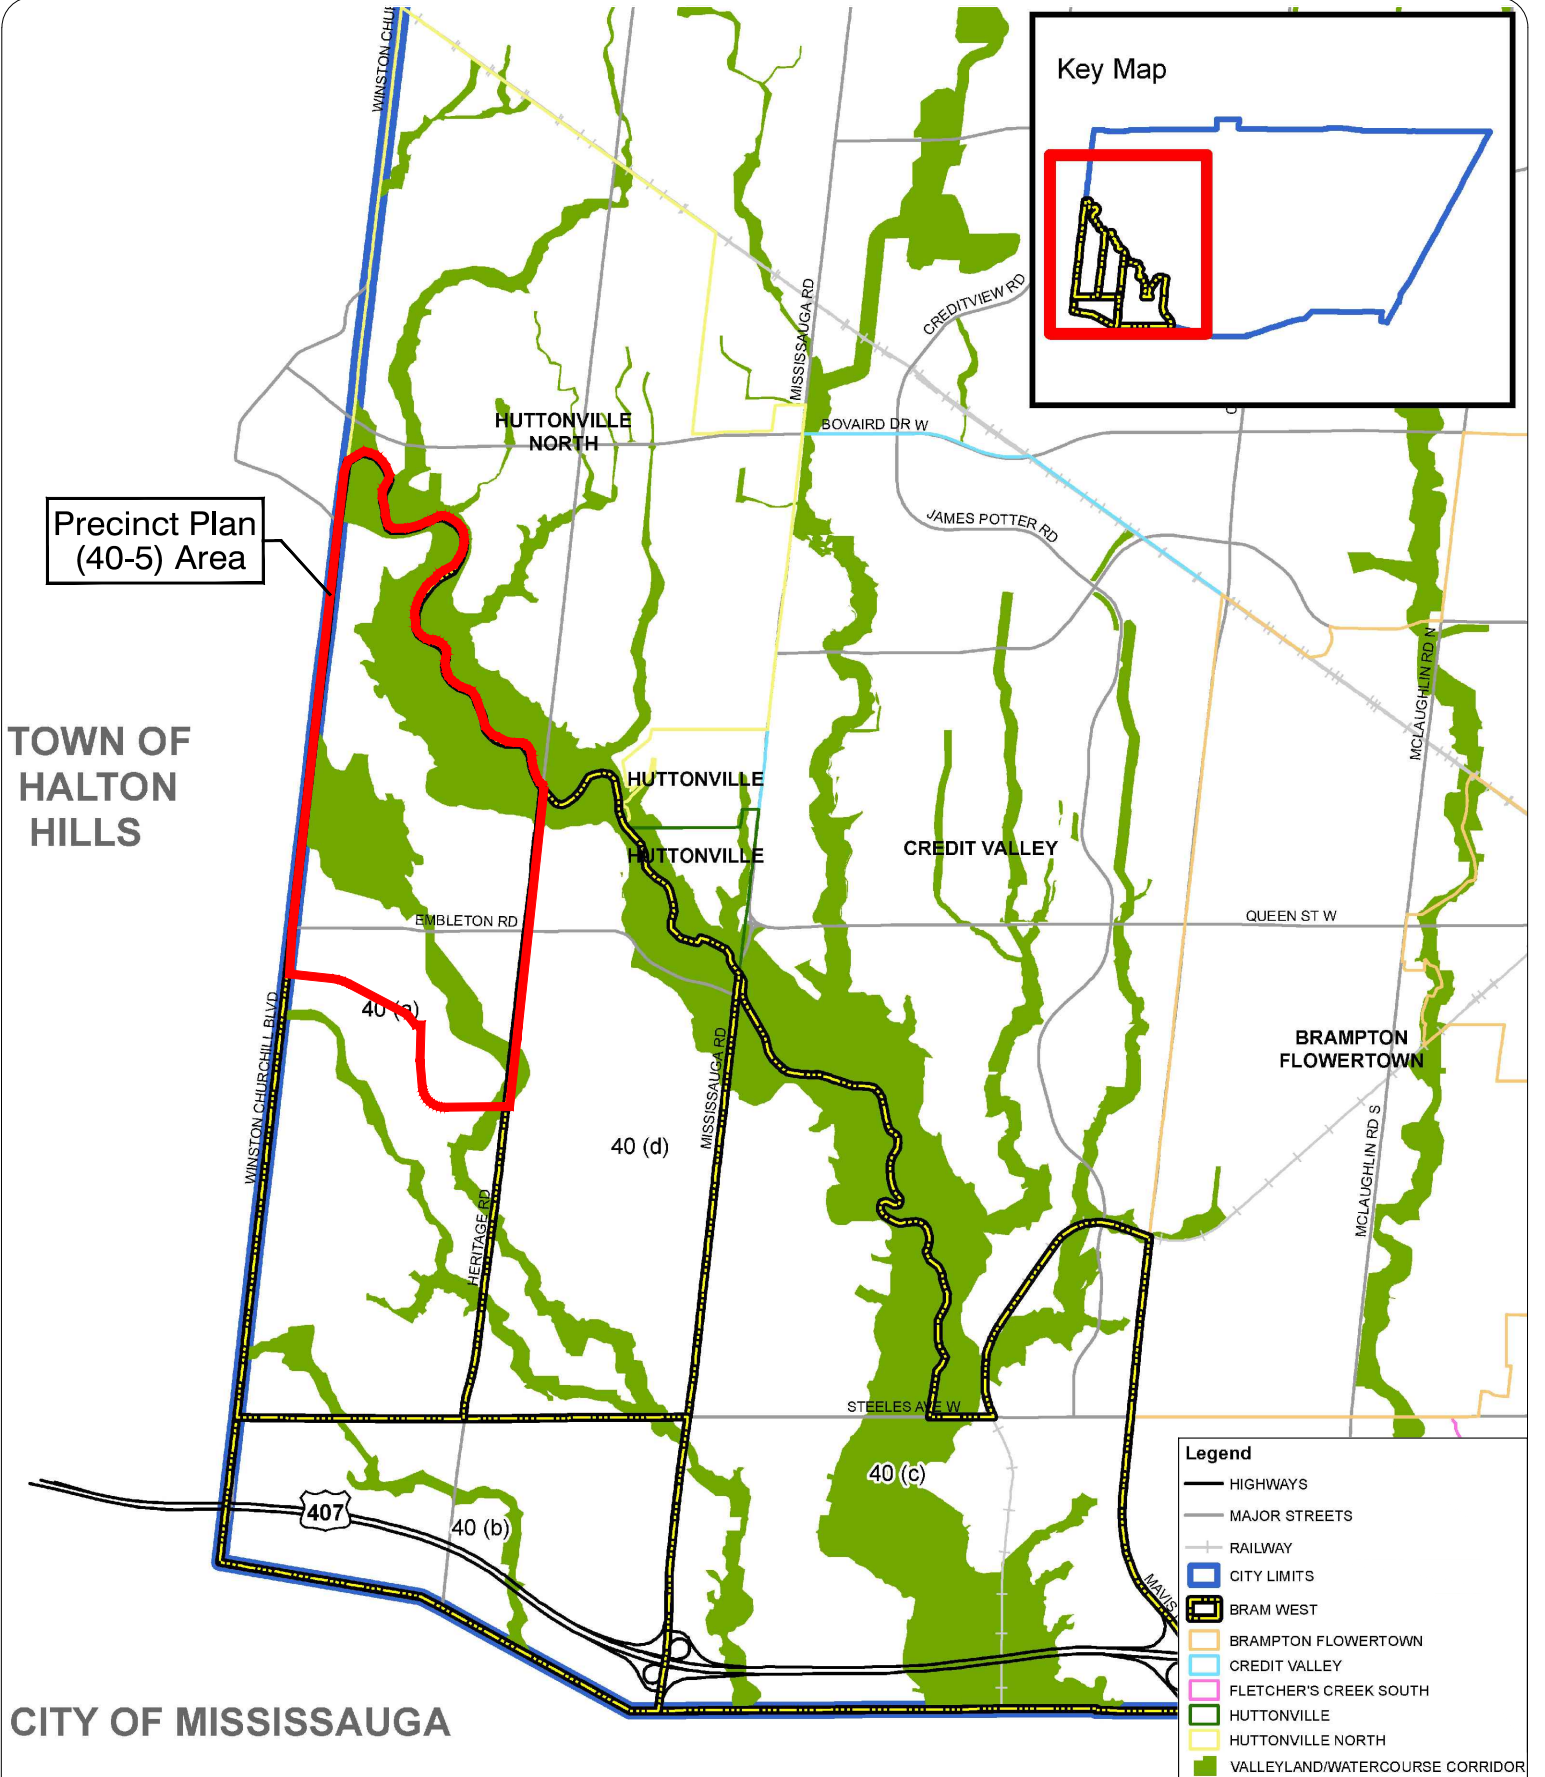 WINSTON CHUR
Key Map
MISSISSAUGA RD
CREDITVIEW RD
HUTTONVILLE
NORTH
BOVAIRD DR W
Precinct Plan
(40-5) Area
JAMES POTTER RD
MCLAUGHLIN RD N
TOWN OF
HALTON
HILLS
HUTTONVILLE
HUTTONVILLE
CREDIT VALLEY
EMBLETON RD
QUEEN ST W
40 (a)
WINSTON CHURCHILL BLVD
MISSISSAUGA RD
BRAMPTON
FLOWERTOWN
40 (d)
MCLAUGHLIN RD S
HERITAGE RD
STEELES AVE W
40 (c)
407
40 (b)
MAVIS
CITY OF MISSISSAUGA
Legend
HIGHWAYS
MAJOR STREETS
RAILWAY
CITY LIMITS
BRAM WEST
BRAMPTON FLOWERTOWN
CREDIT VALLEY
FLETCHER'S CREEK SOUTH
HUTTONVILLE
HUTTONVILLE NORTH
VALLEYLAND/WATERCOURSE CORRIDOR